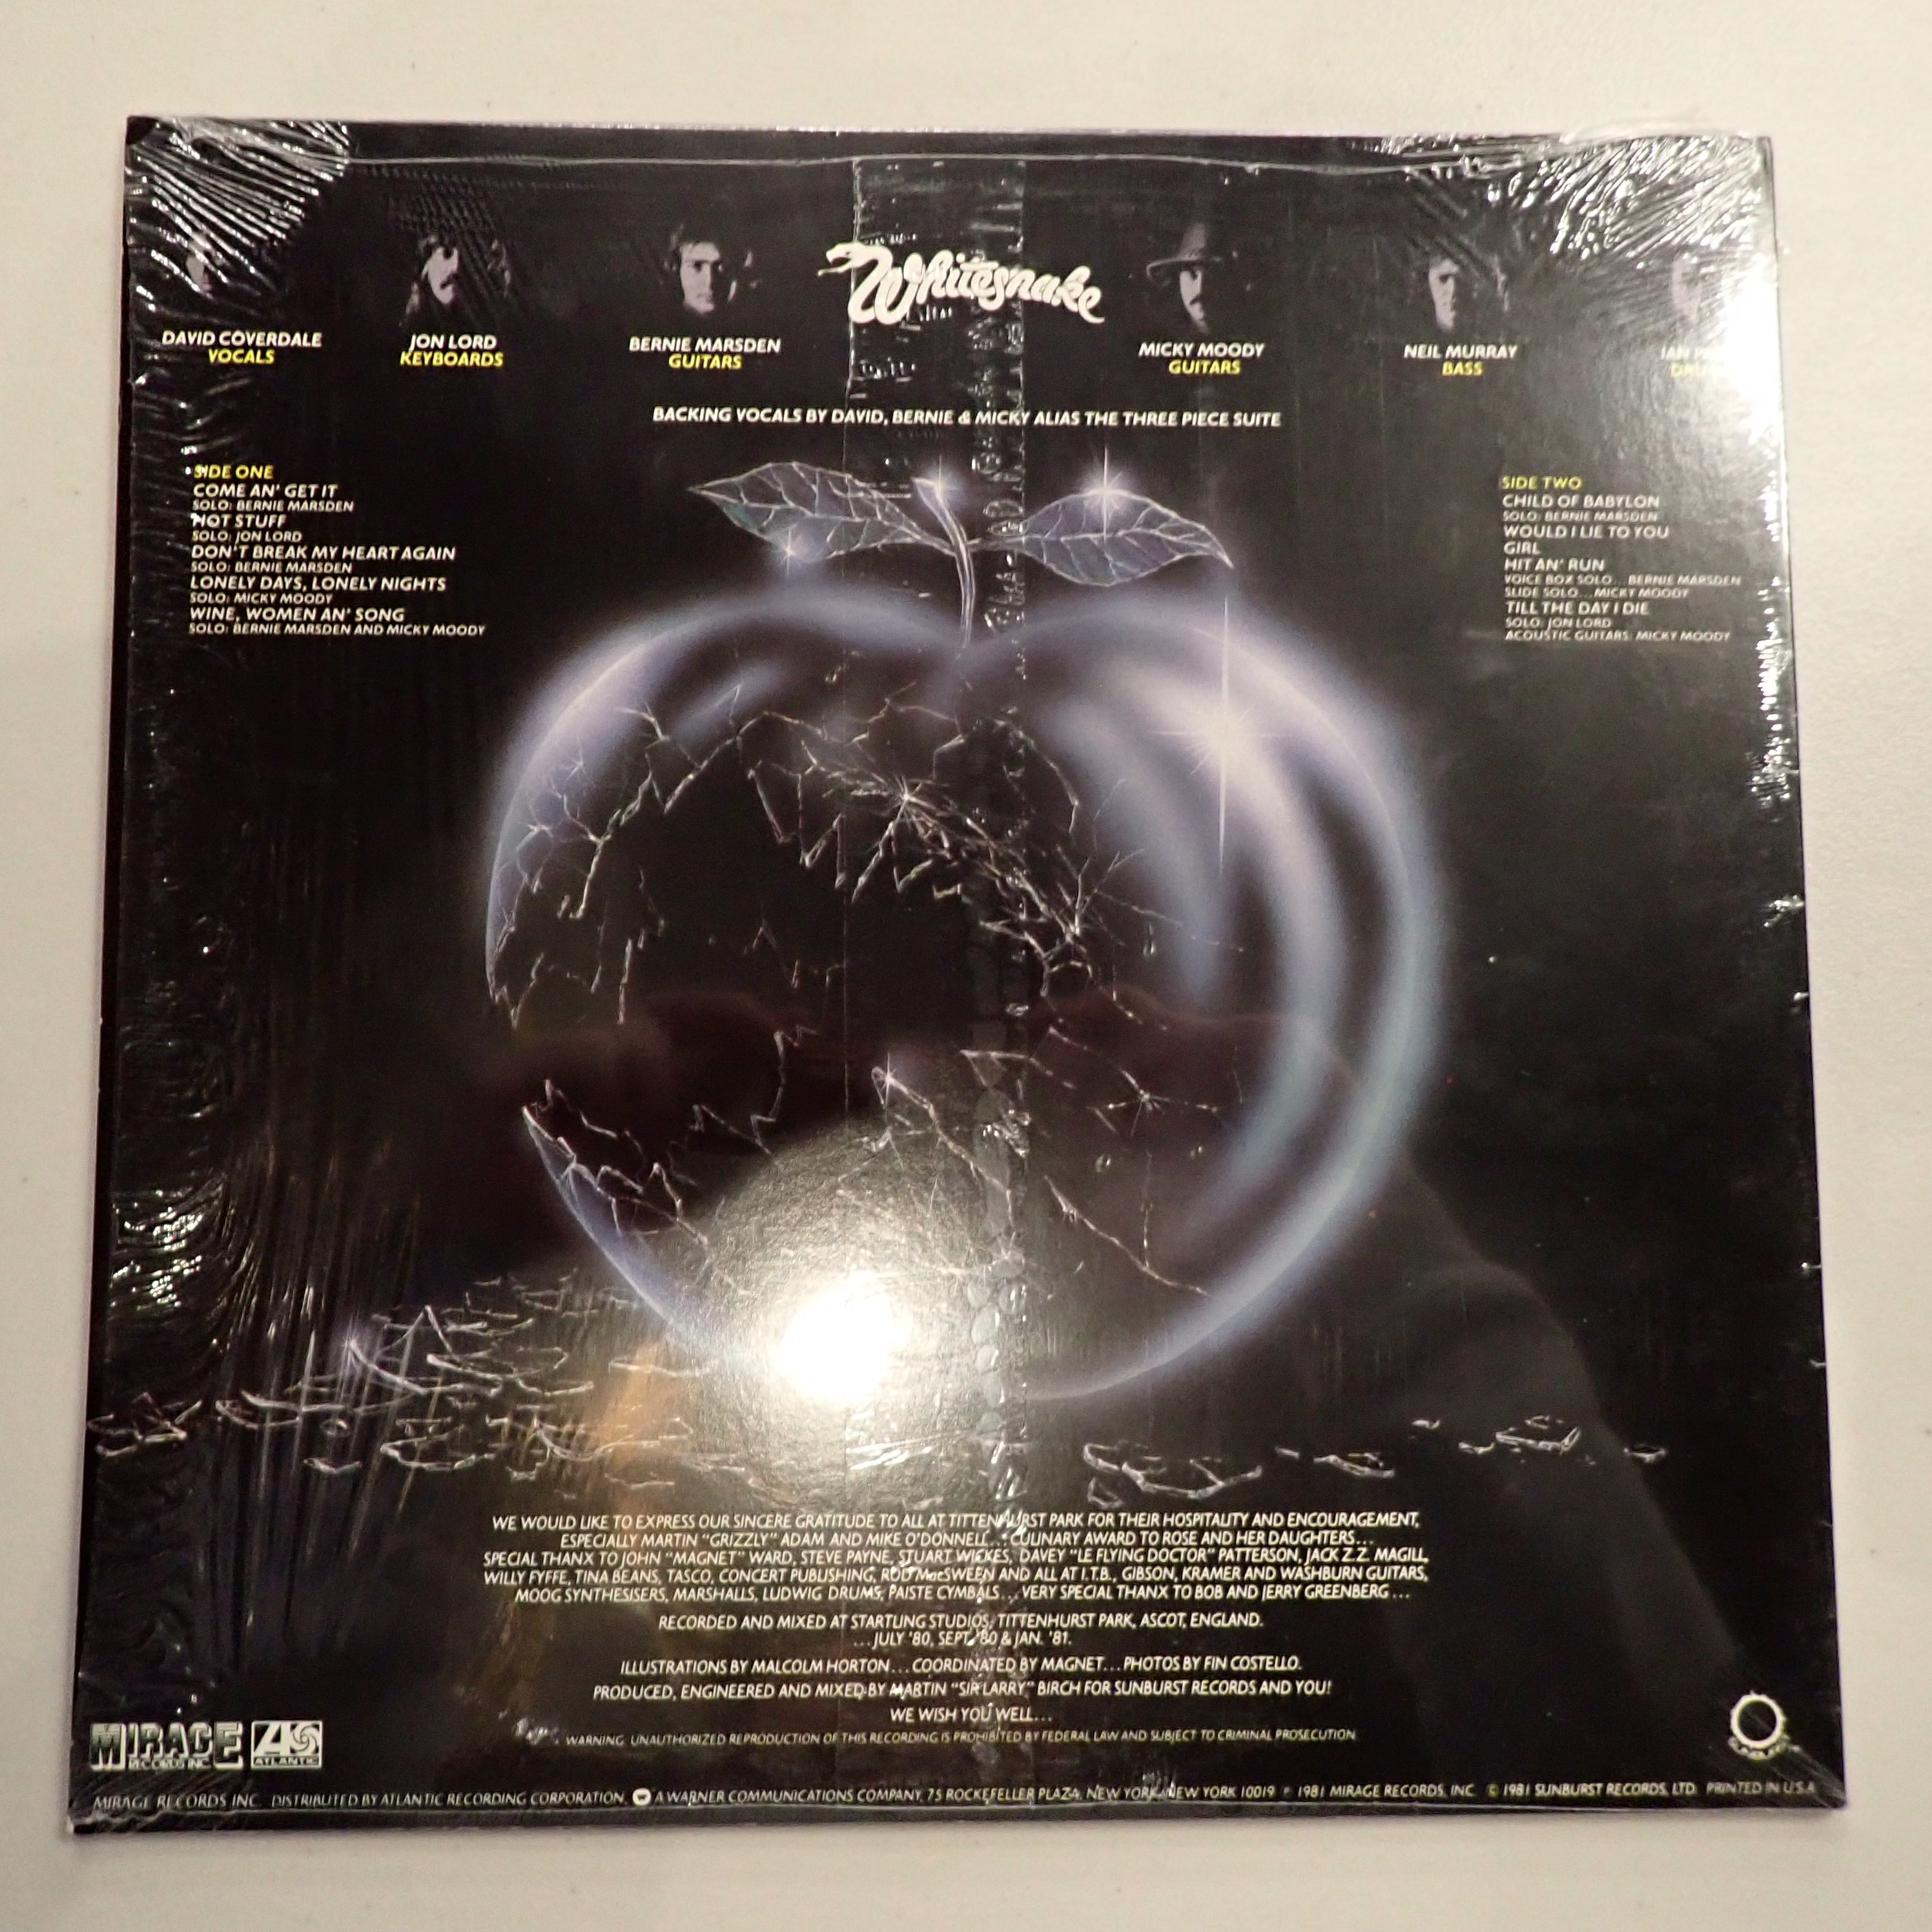 Whitesnake
DAVID COVERDALE
VOCALS
JON LORD
KEYBOARDS
BERNIE MARSDEN
GUITARS
MICKY MOODY
GUITARS
NEIL MURRAY
BASS
IAN
BACKING VOCALS BY DAVID, BERNIE & MICKY ALIAS THE THREE PIECE SUITE
SIDE ONE
COME AN' GET IT
SOLO: BERNIE MARSDEN
HOT STUFF
SOLO: JON LORD
DON'T BREAK MY HEART AGAIN
SOLO: BERNIE MARSDEN
LONELY DAYS, LONELY NIGHTS
SOLO: MICKY MOODY
WINE, WOMEN AN' SONG
SOLO: BERNIE MARSDEN AND MICKY MOODY
SIDE TWO
CHILD OF BABYLON
SOLO: BERNIE MARSDEN
WOULD I LIE TO YOU
GIRL
HIT AN' RUN
VOICE BOX SOLO... BERNIE MARSDEN
SLIDE SOLO... MICKY MOODY
TILL THE DAY I DIE
SOLO: JON LORD
ACOUSTIC GUITARS: MICKY MOODY
WE WOULD LIKE TO EXPRESS OUR SINCERE GRATITUDE TO ALL AT TITTENHURST PARK FOR THEIR HOSPITALITY AND ENCOURAGEMENT,
ESPECIALLY MARTIN "GRIZZLY" ADAM AND MIKE O'DONNELL... CULINARY AWARD TO ROSE AND HER DAUGHTERS...
SPECIAL THANX TO JOHN "MAGNET" WARD, STEVE PAYNE, STUART WICKES, DAVEY "LE FLYING DOCTOR" PATTERSON, JACK Z.Z. MAGILL,
WILLY FYFFE, TINA BEANS, TASCO, CONCERT PUBLISHING, ROD MacSWEEN AND ALL AT I.T.B., GIBSON, KRAMER AND WASHBURN GUITARS,
MOOG SYNTHESISERS, MARSHALLS, LUDWIG DRUMS, PAISTE CYMBALS... VERY SPECIAL THANX TO BOB AND JERRY GREENBERG...
RECORDED AND MIXED AT STARTLING STUDIOS, TITTENHURST PARK, ASCOT, ENGLAND.
...JULY '80, SEPT. '80 & JAN. '81.
ILLUSTRATIONS BY MALCOLM HORTON... COORDINATED BY MAGNET... PHOTOS BY FIN COSTELLO.
PRODUCED, ENGINEERED AND MIXED BY MARTIN "SIR LARRY" BIRCH FOR SUNBURST RECORDS AND YOU!
WE WISH YOU WELL...
WARNING: UNAUTHORIZED REPRODUCTION OF THIS RECORDING IS PROHIBITED BY FEDERAL LAW AND SUBJECT TO CRIMINAL PROSECUTION.
MIRAGE
RECORDS INC.
ATLANTIC
SUNBURST
MIRAGE RECORDS INC. DISTRIBUTED BY ATLANTIC RECORDING CORPORATION, A WARNER COMMUNICATIONS COMPANY, 75 ROCKEFELLER PLAZA, NEW YORK, NEW YORK 10019 ℗ 1981 MIRAGE RECORDS, INC. © 1981 SUNBURST RECORDS, LTD. PRINTED IN U.S.A.